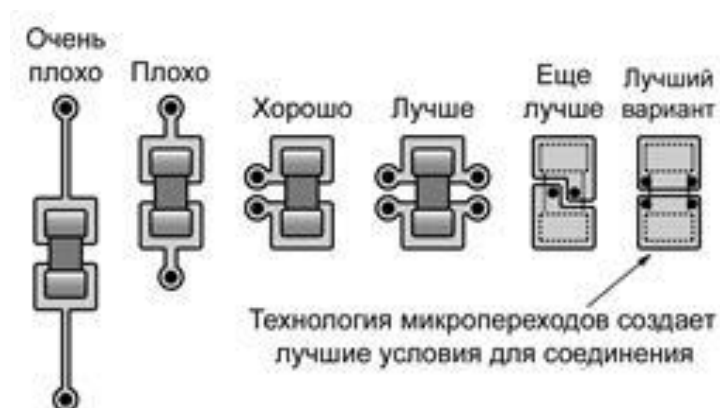 Очень
плохо
Плохо
Хорошо
Лучше
Еще
лучше
Лучший
вариант
Технология микропереходов создает
лучшие условия для соединения